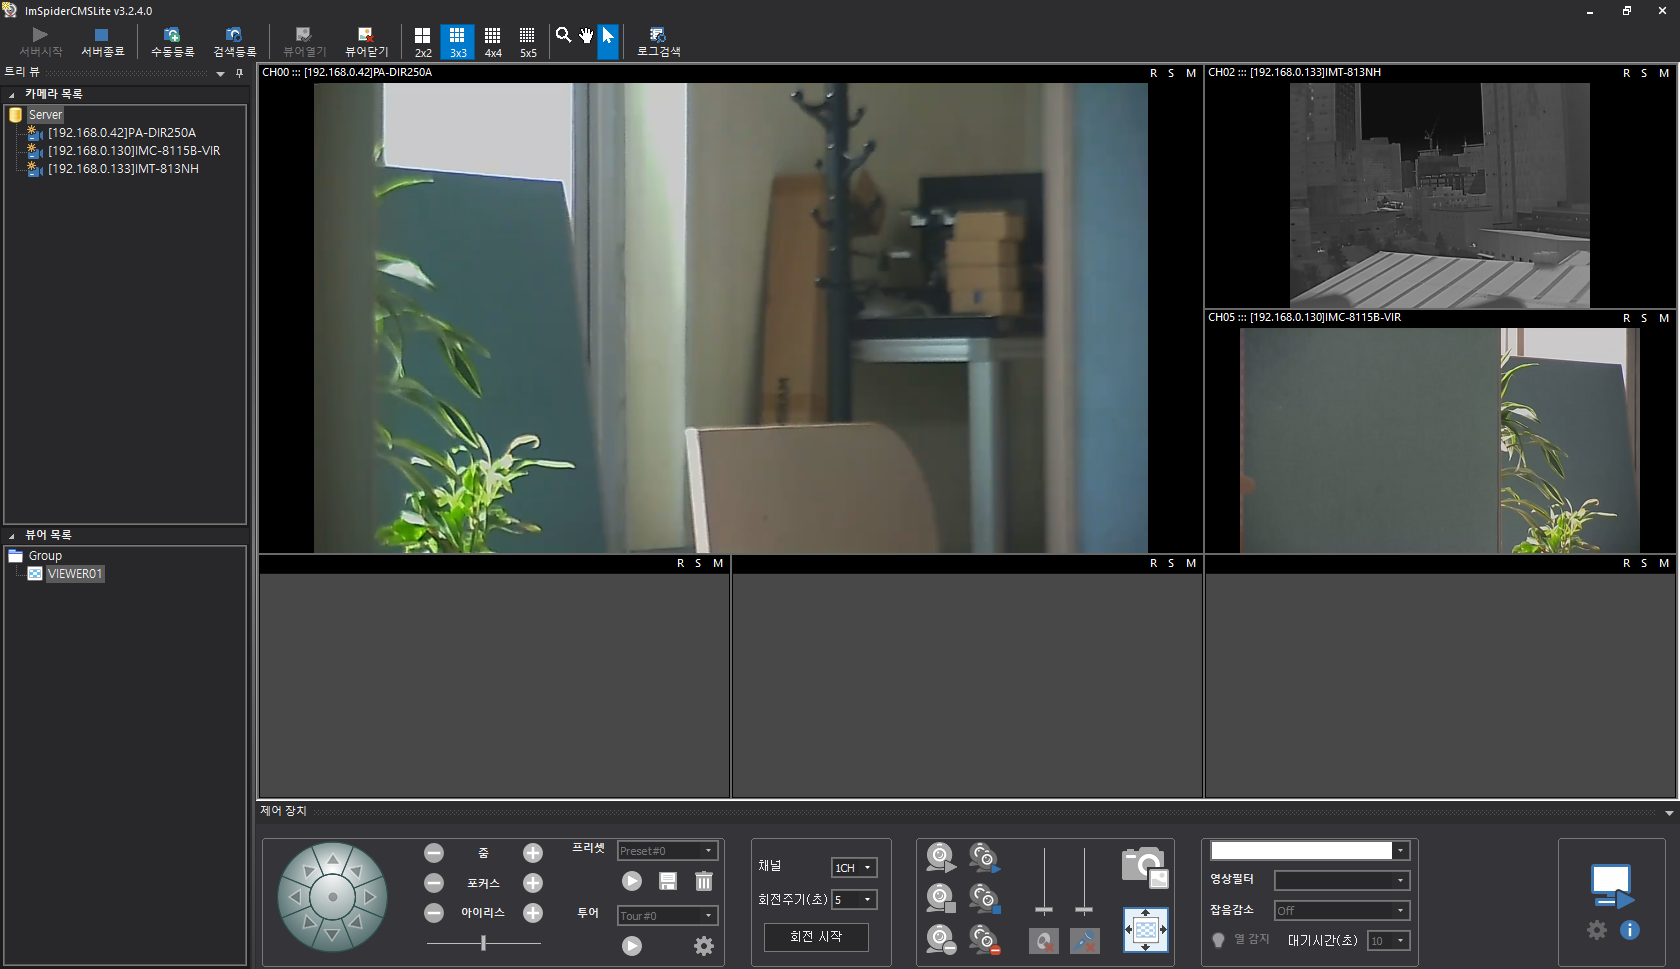 ImSpiderCMSLite v3.2.4.0
서버시작 서버종료 수동등록 검색등록 뷰어열기 뷰어닫기 2x2 3x3 4x4 5x5 로그검색
트리 뷰
카메라 목록
Server
[192.168.0.42]PA-DIR250A
[192.168.0.130]IMC-8115B-VIR
[192.168.0.133]IMT-813NH
뷰어 목록
Group
VIEWER01
CH00 ::: [192.168.0.42]PA-DIR250A R S M
CH02 ::: [192.168.0.133]IMT-813NH R S M
CH05 ::: [192.168.0.130]IMC-8115B-VIR R S M
R S M
R S M
R S M
제어 장치
줌
포커스
아이리스
프리셋 Preset#0
투어 Tour#0
채널 1CH
회전주기(초) 5
회전 시작
영상필터
잡음감소 Off
열 감지 대기시간(초) 10